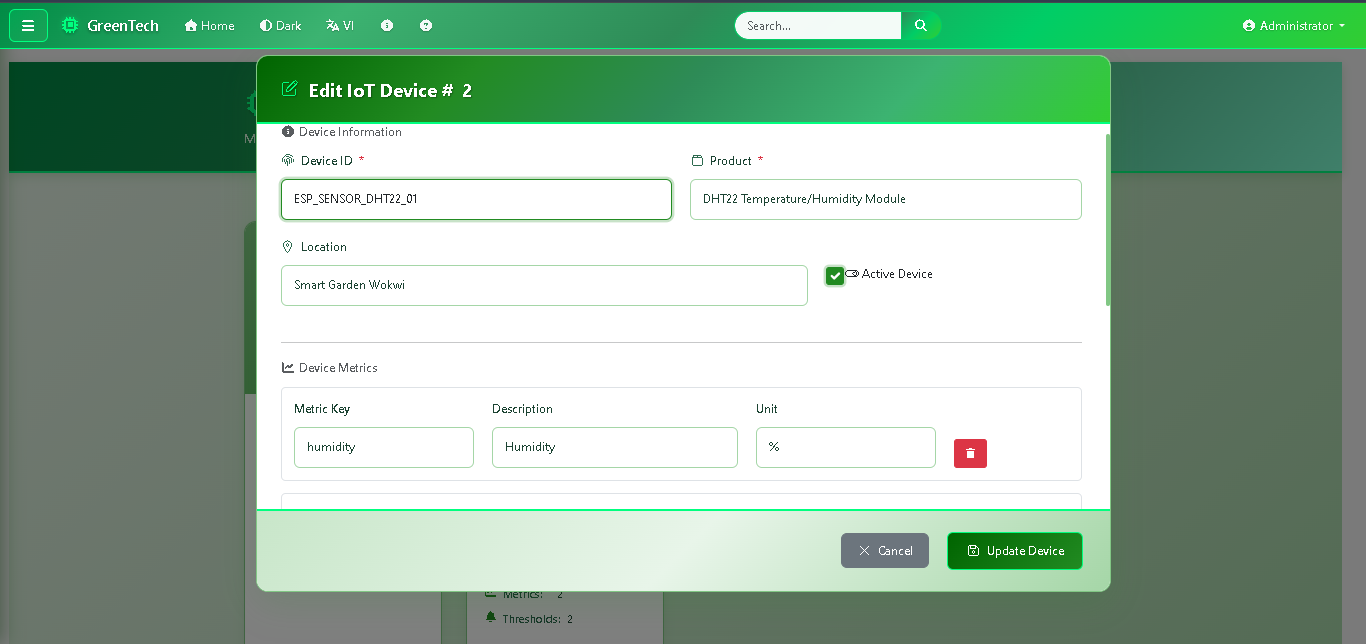 GreenTech Home Dark VI Search... Administrator
Edit IoT Device # 2
M
Device Information
Device ID * Product *
ESP_SENSOR_DHT22_01 DHT22 Temperature/Humidity Module
Location
Smart Garden Wokwi Active Device
Device Metrics
Metric Key Description Unit
humidity Humidity %
Cancel Update Device
Metrics: 2
Thresholds: 2